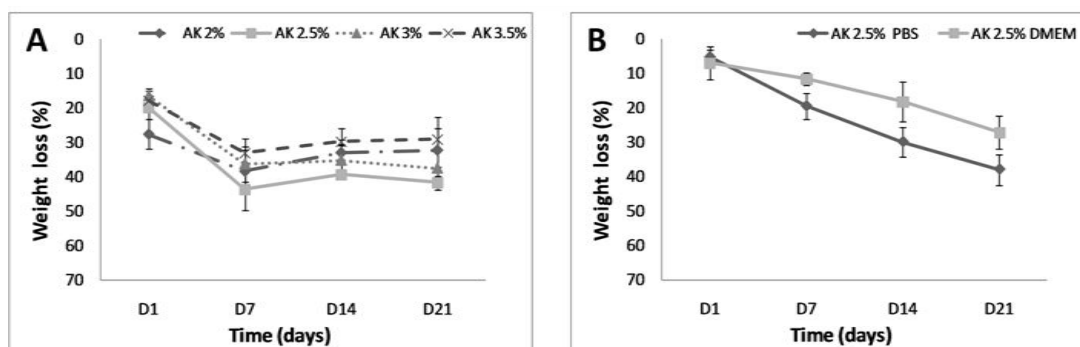 A
AK 2% AK 2.5% AK 3% AK 3.5%
Weight loss (%)
0
10
20
30
40
50
60
70
D1 D7 D14 D21
Time (days)
B
AK 2.5% PBS AK 2.5% DMEM
Weight loss (%)
0
10
20
30
40
50
60
70
D1 D7 D14 D21
Time (days)